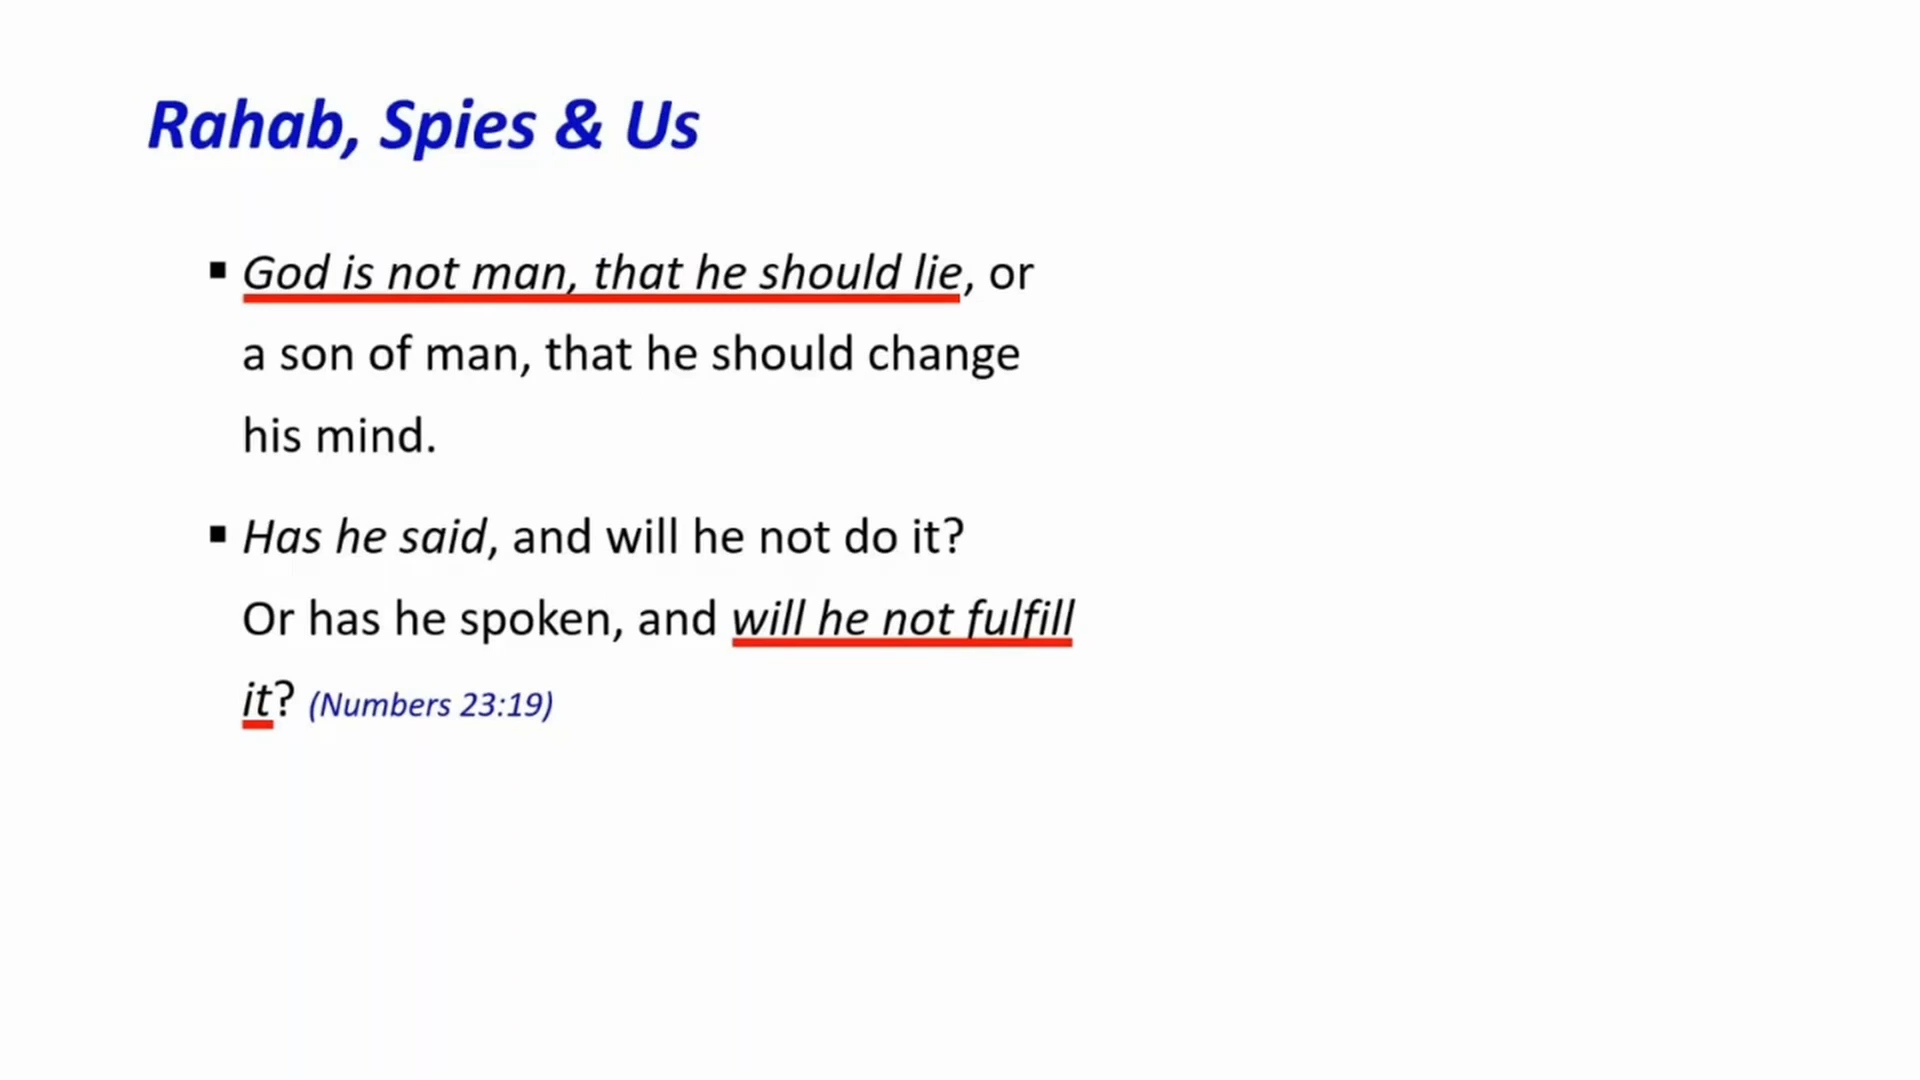 Rahab, Spies & Us
▪ God is not man, that he should lie, or
a son of man, that he should change
his mind.
▪ Has he said, and will he not do it?
Or has he spoken, and will he not fulfill
it? (Numbers 23:19)